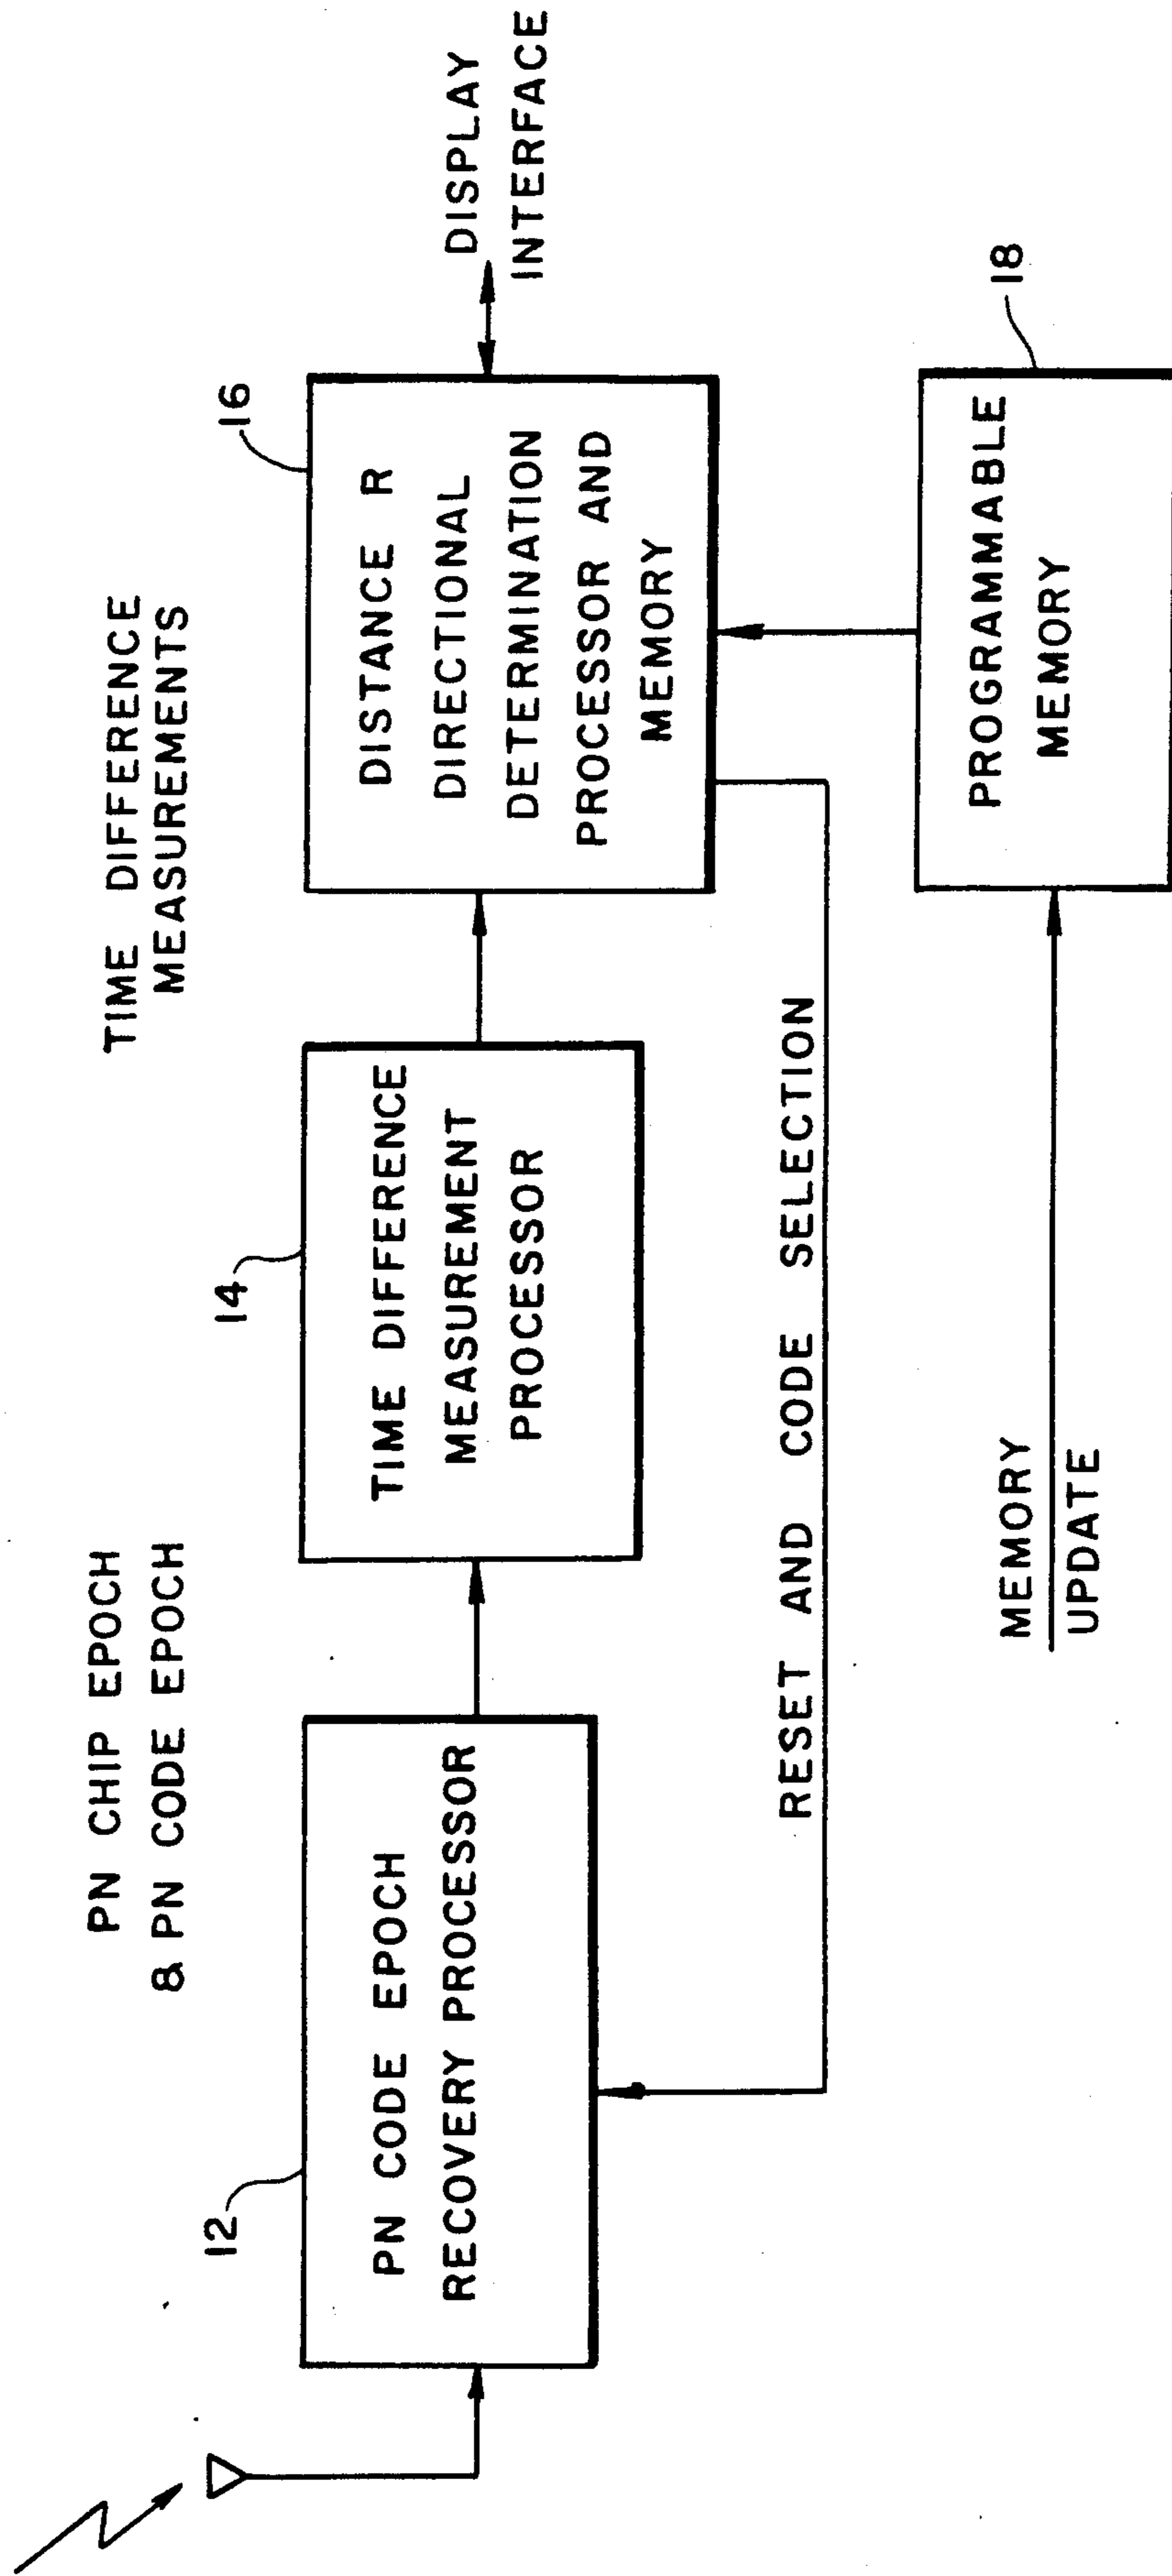 PN CHIP EPOCH
& PN CODE EPOCH
TIME DIFFERENCE
MEASUREMENTS
12
14
16
PN CODE EPOCH
RECOVERY PROCESSOR
TIME DIFFERENCE
MEASUREMENT
PROCESSOR
DISTANCE R
DIRECTIONAL
DETERMINATION
PROCESSOR AND
MEMORY
DISPLAY
INTERFACE
RESET AND CODE SELECTION
MEMORY
UPDATE
18
PROGRAMMABLE
MEMORY